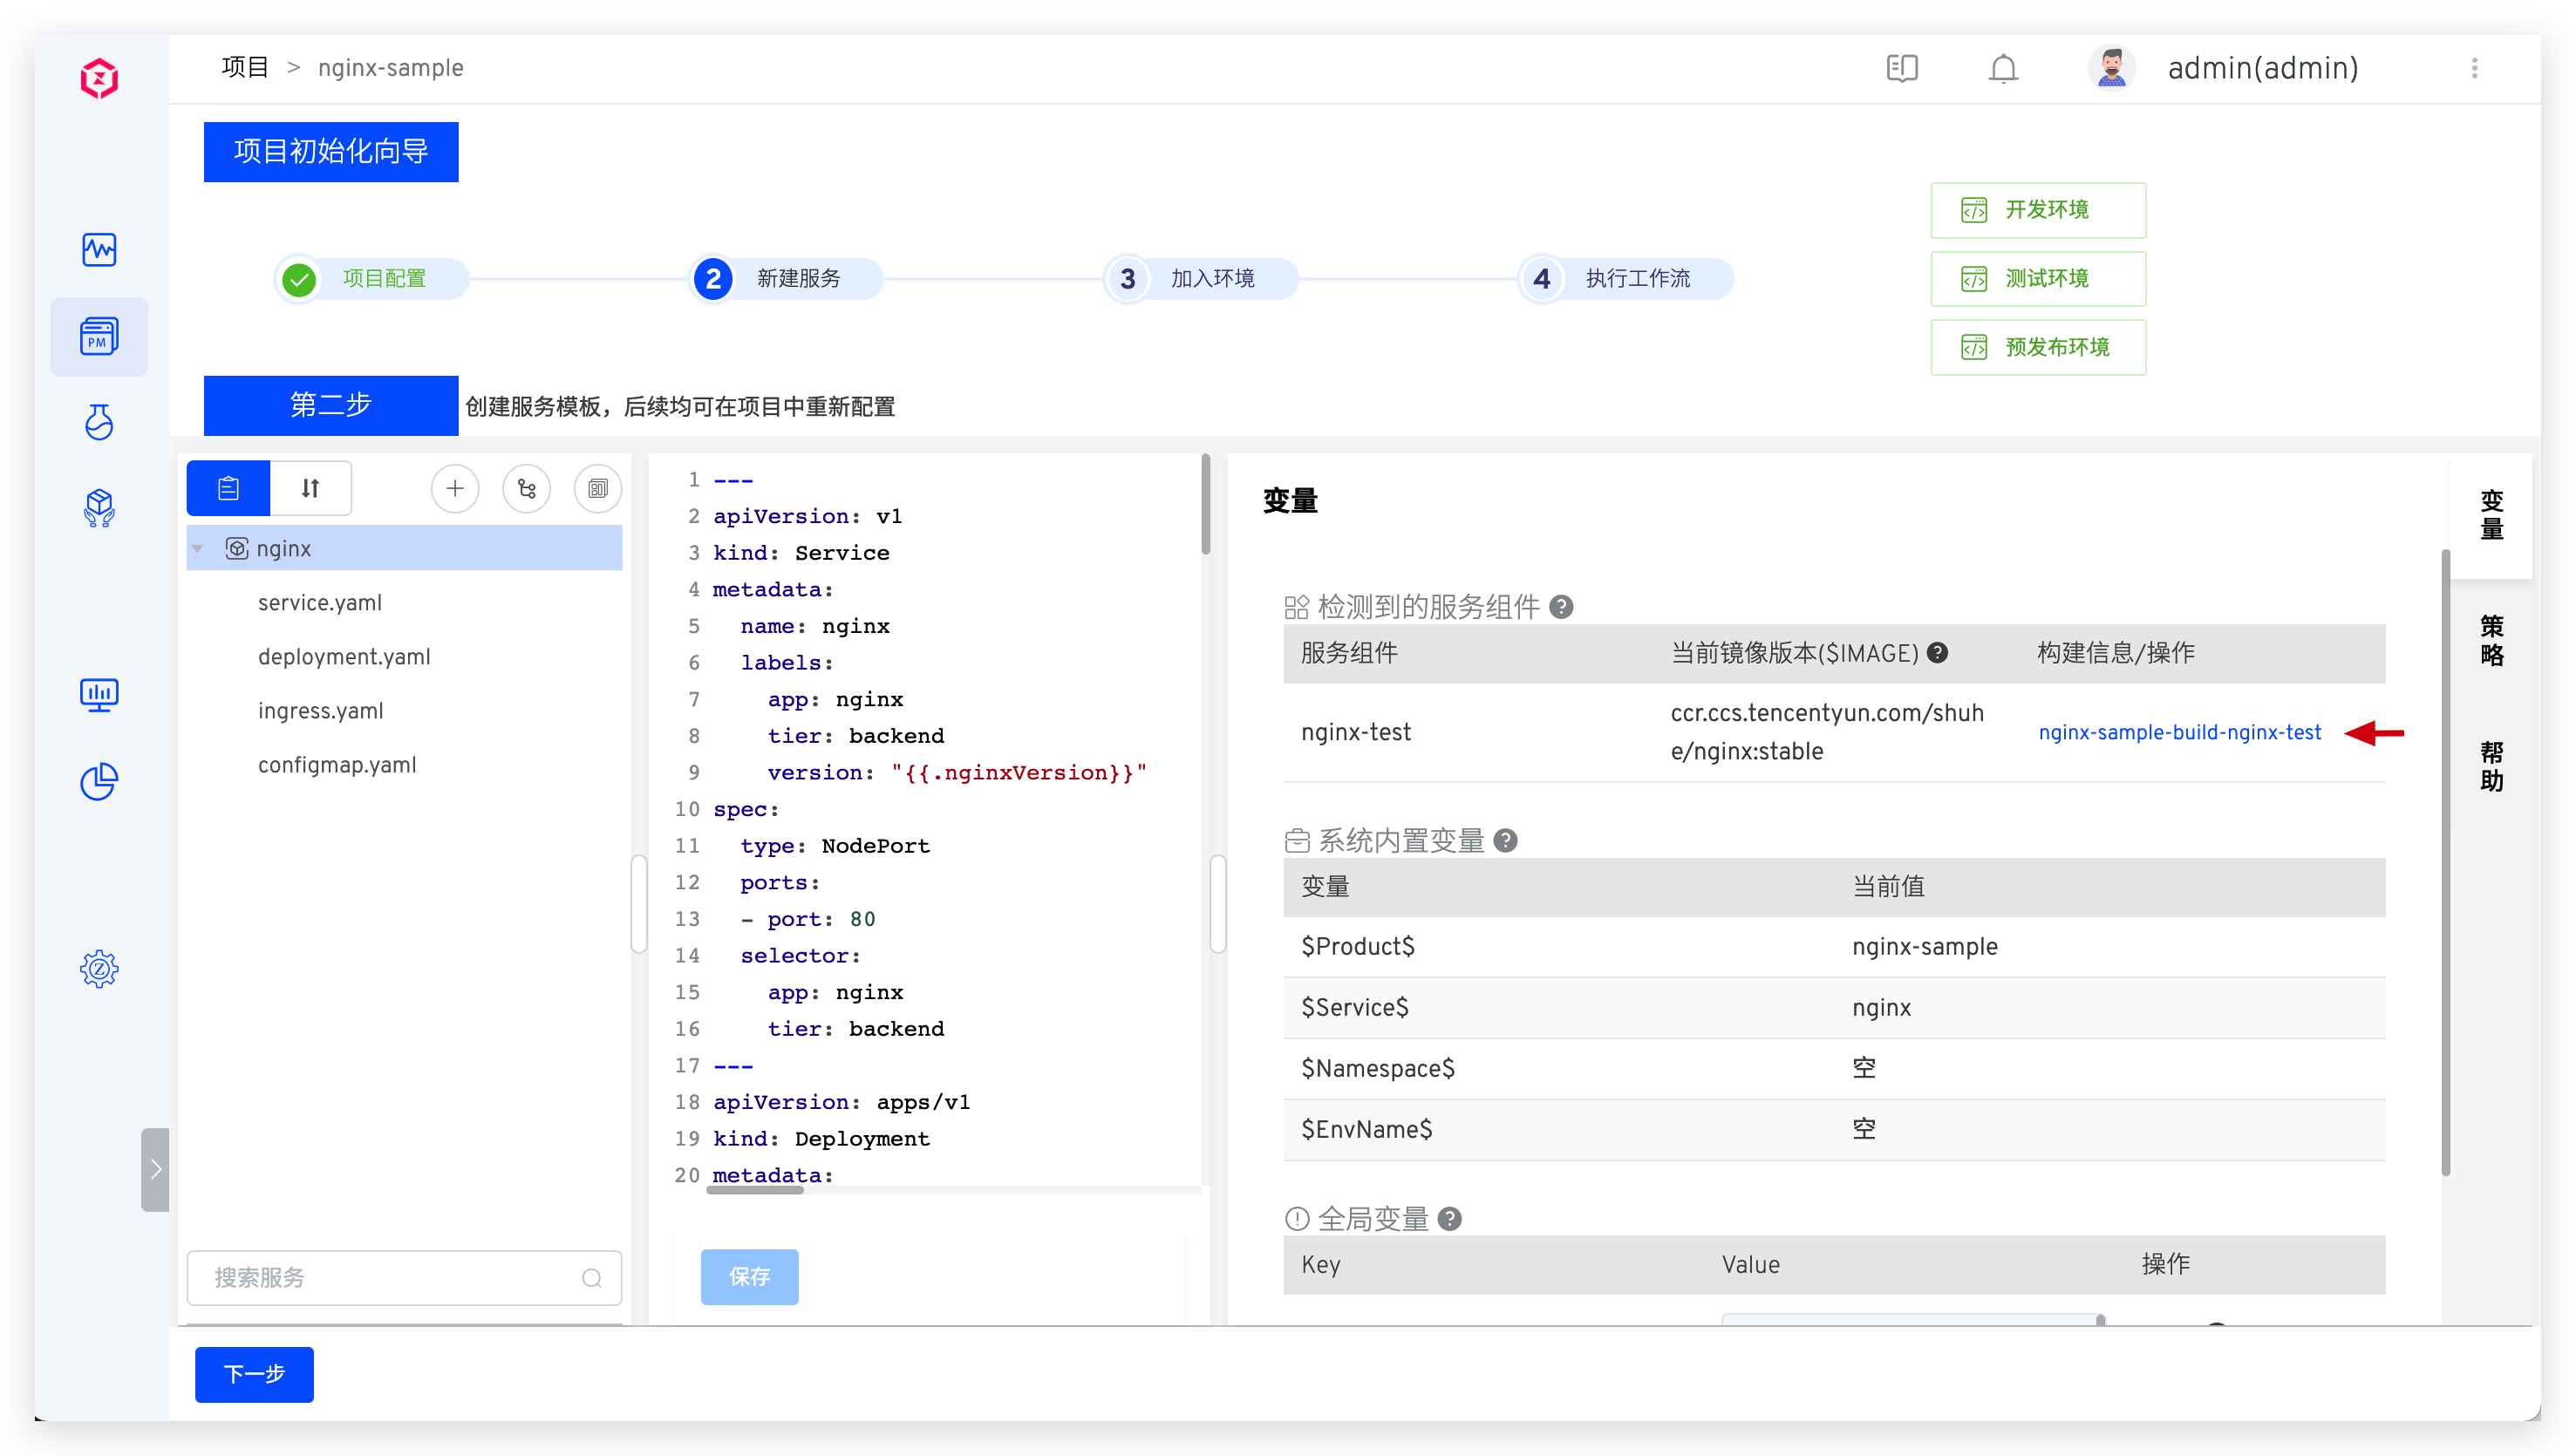 项目 > nginx-sample
admin(admin)
项目初始化向导
项目配置
2 新建服务
3 加入环境
4 执行工作流
开发环境
测试环境
预发布环境
第二步 创建服务模板，后续均可在项目中重新配置
PM
nginx
service.yaml
deployment.yaml
ingress.yaml
configmap.yaml
搜索服务
1 ---
2 apiVersion: v1
3 kind: Service
4 metadata:
5   name: nginx
6   labels:
7     app: nginx
8     tier: backend
9     version: "{{.nginxVersion}}"
10 spec:
11   type: NodePort
12   ports:
13   - port: 80
14   selector:
15     app: nginx
16     tier: backend
17 ---
18 apiVersion: apps/v1
19 kind: Deployment
20 metadata:
保存
变量
检测到的服务组件 ?
服务组件 当前镜像版本($IMAGE) ? 构建信息/操作
nginx-test ccr.ccs.tencentyun.com/shuh
e/nginx:stable nginx-sample-build-nginx-test
系统内置变量 ?
变量 当前值
$Product$ nginx-sample
$Service$ nginx
$Namespace$ 空
$EnvName$ 空
全局变量 ?
Key Value 操作
变量
策略
帮助
下一步